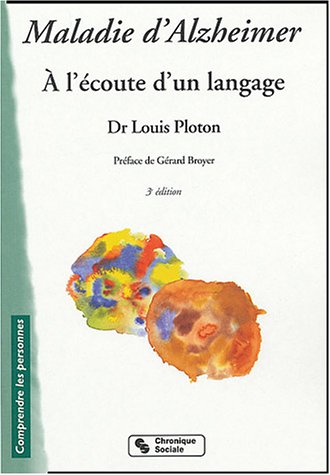 Maladie d'Alzheimer
À l'écoute d'un langage
Dr Louis Ploton
Préface de Gérard Broyer
3e édition
Comprendre les personnes
Chronique
Sociale